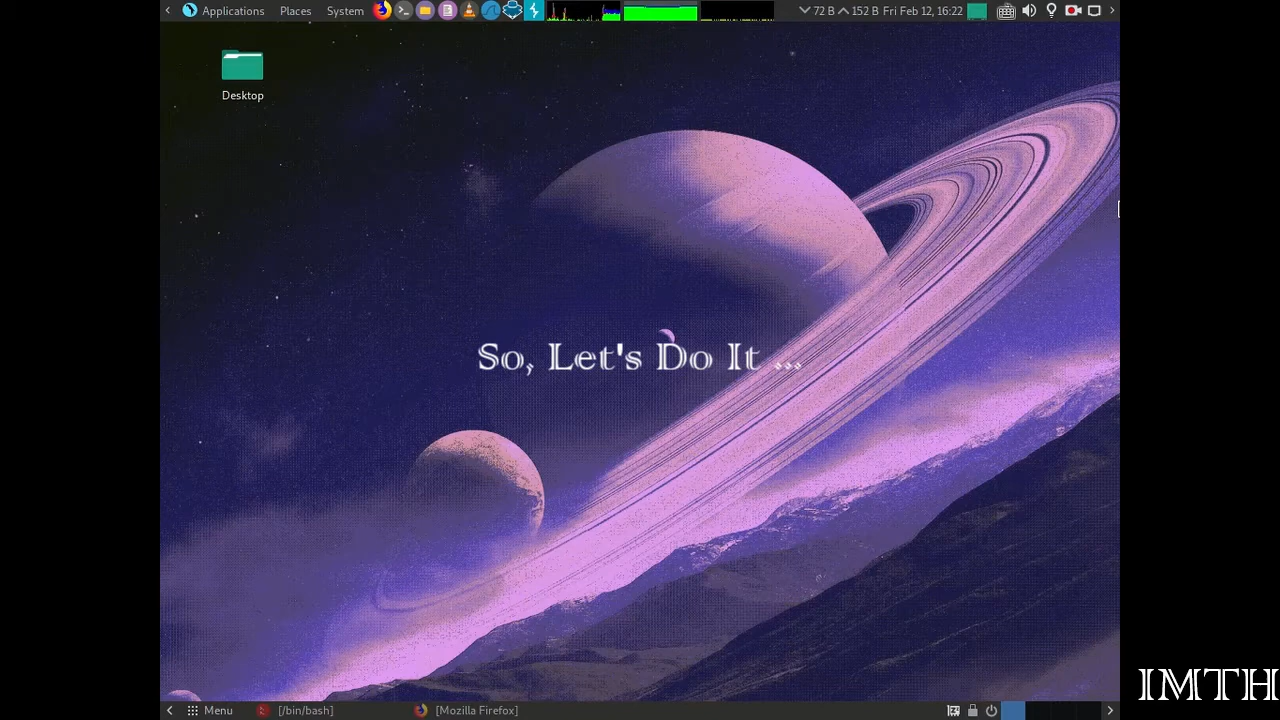 Applications Places System 72 B 152 B Fri Feb 12, 16:22
Desktop
So, Let's Do It ...
IMTH
Menu [/bin/bash] [Mozilla Firefox]